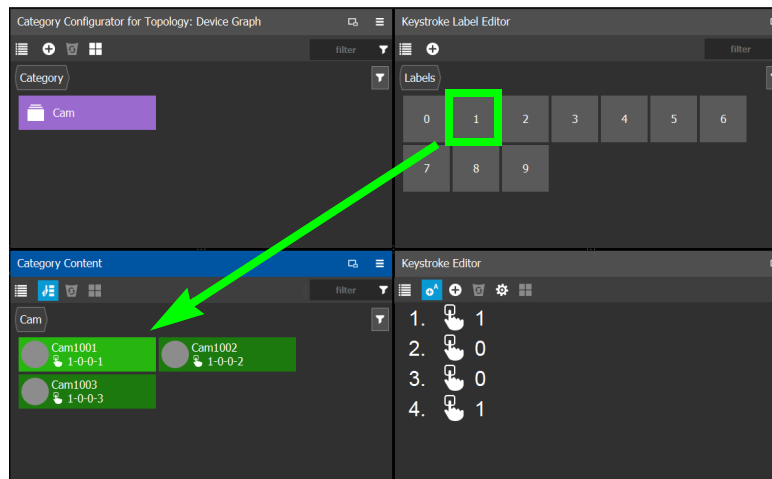 Category Configurator for Topology: Device Graph
filter
Category
Cam
Keystroke Label Editor
filter
Labels
0 1 2 3 4 5 6
7 8 9
Category Content
filter
Cam
Cam1001
1-0-0-1
Cam1002
1-0-0-2
Cam1003
1-0-0-3
Keystroke Editor
A
1. 1
2. 0
3. 0
4. 1